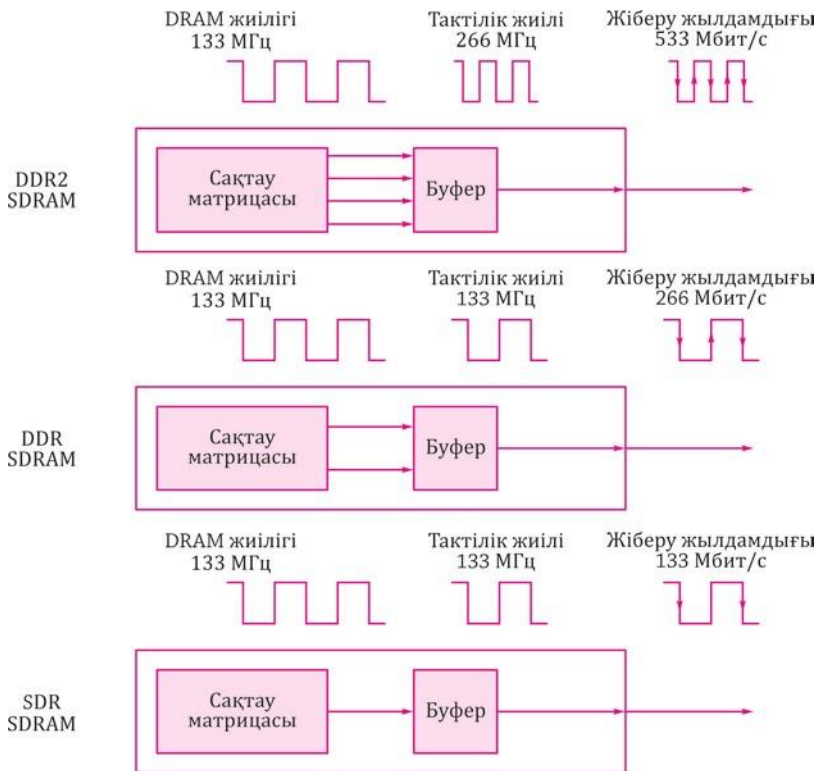 DRAM жиілігі
133 МГц
Тактілік жиілі
266 МГц
Жіберу жылдамдығы
533 Мбит/с
DDR2
SDRAM
Сақтау
матрицасы
Буфер
DRAM жиілігі
133 МГц
Тактілік жиілі
133 МГц
Жіберу жылдамдығы
266 Мбит/с
DDR
SDRAM
Сақтау
матрицасы
Буфер
DRAM жиілігі
133 МГц
Тактілік жиілі
133 МГц
Жіберу жылдамдығы
133 Мбит/с
SDR
SDRAM
Сақтау
матрицасы
Буфер